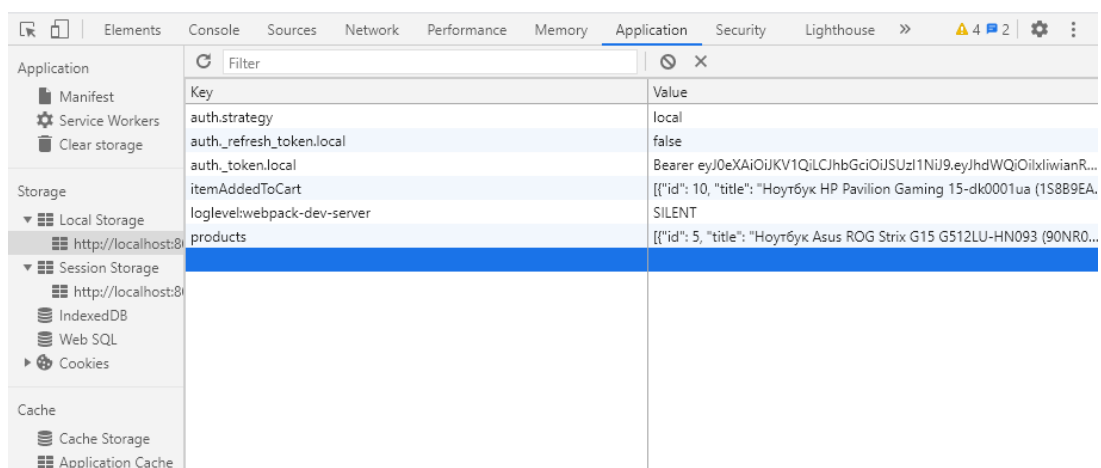 Elements Console Sources Network Performance Memory Application Security Lighthouse » 4 2
Application
Manifest
Service Workers
Clear storage
Storage
Local Storage
http://localhost:8
Session Storage
http://localhost:8
IndexedDB
Web SQL
Cookies
Cache
Cache Storage
Application Cache
Filter
Key Value
auth.strategy local
auth._refresh_token.local false
auth._token.local Bearer eyJ0eXAiOiJKV1QiLCJhbGciOiJSUzI1NiJ9.eyJhdWQiOiIxIiwianR...
itemAddedToCart [{"id": 10, "title": "Ноутбук HP Pavilion Gaming 15-dk0001ua (1S8B9EA...
loglevel:webpack-dev-server SILENT
products [{"id": 5, "title": "Ноутбук Asus ROG Strix G15 G512LU-HN093 (90NR0...